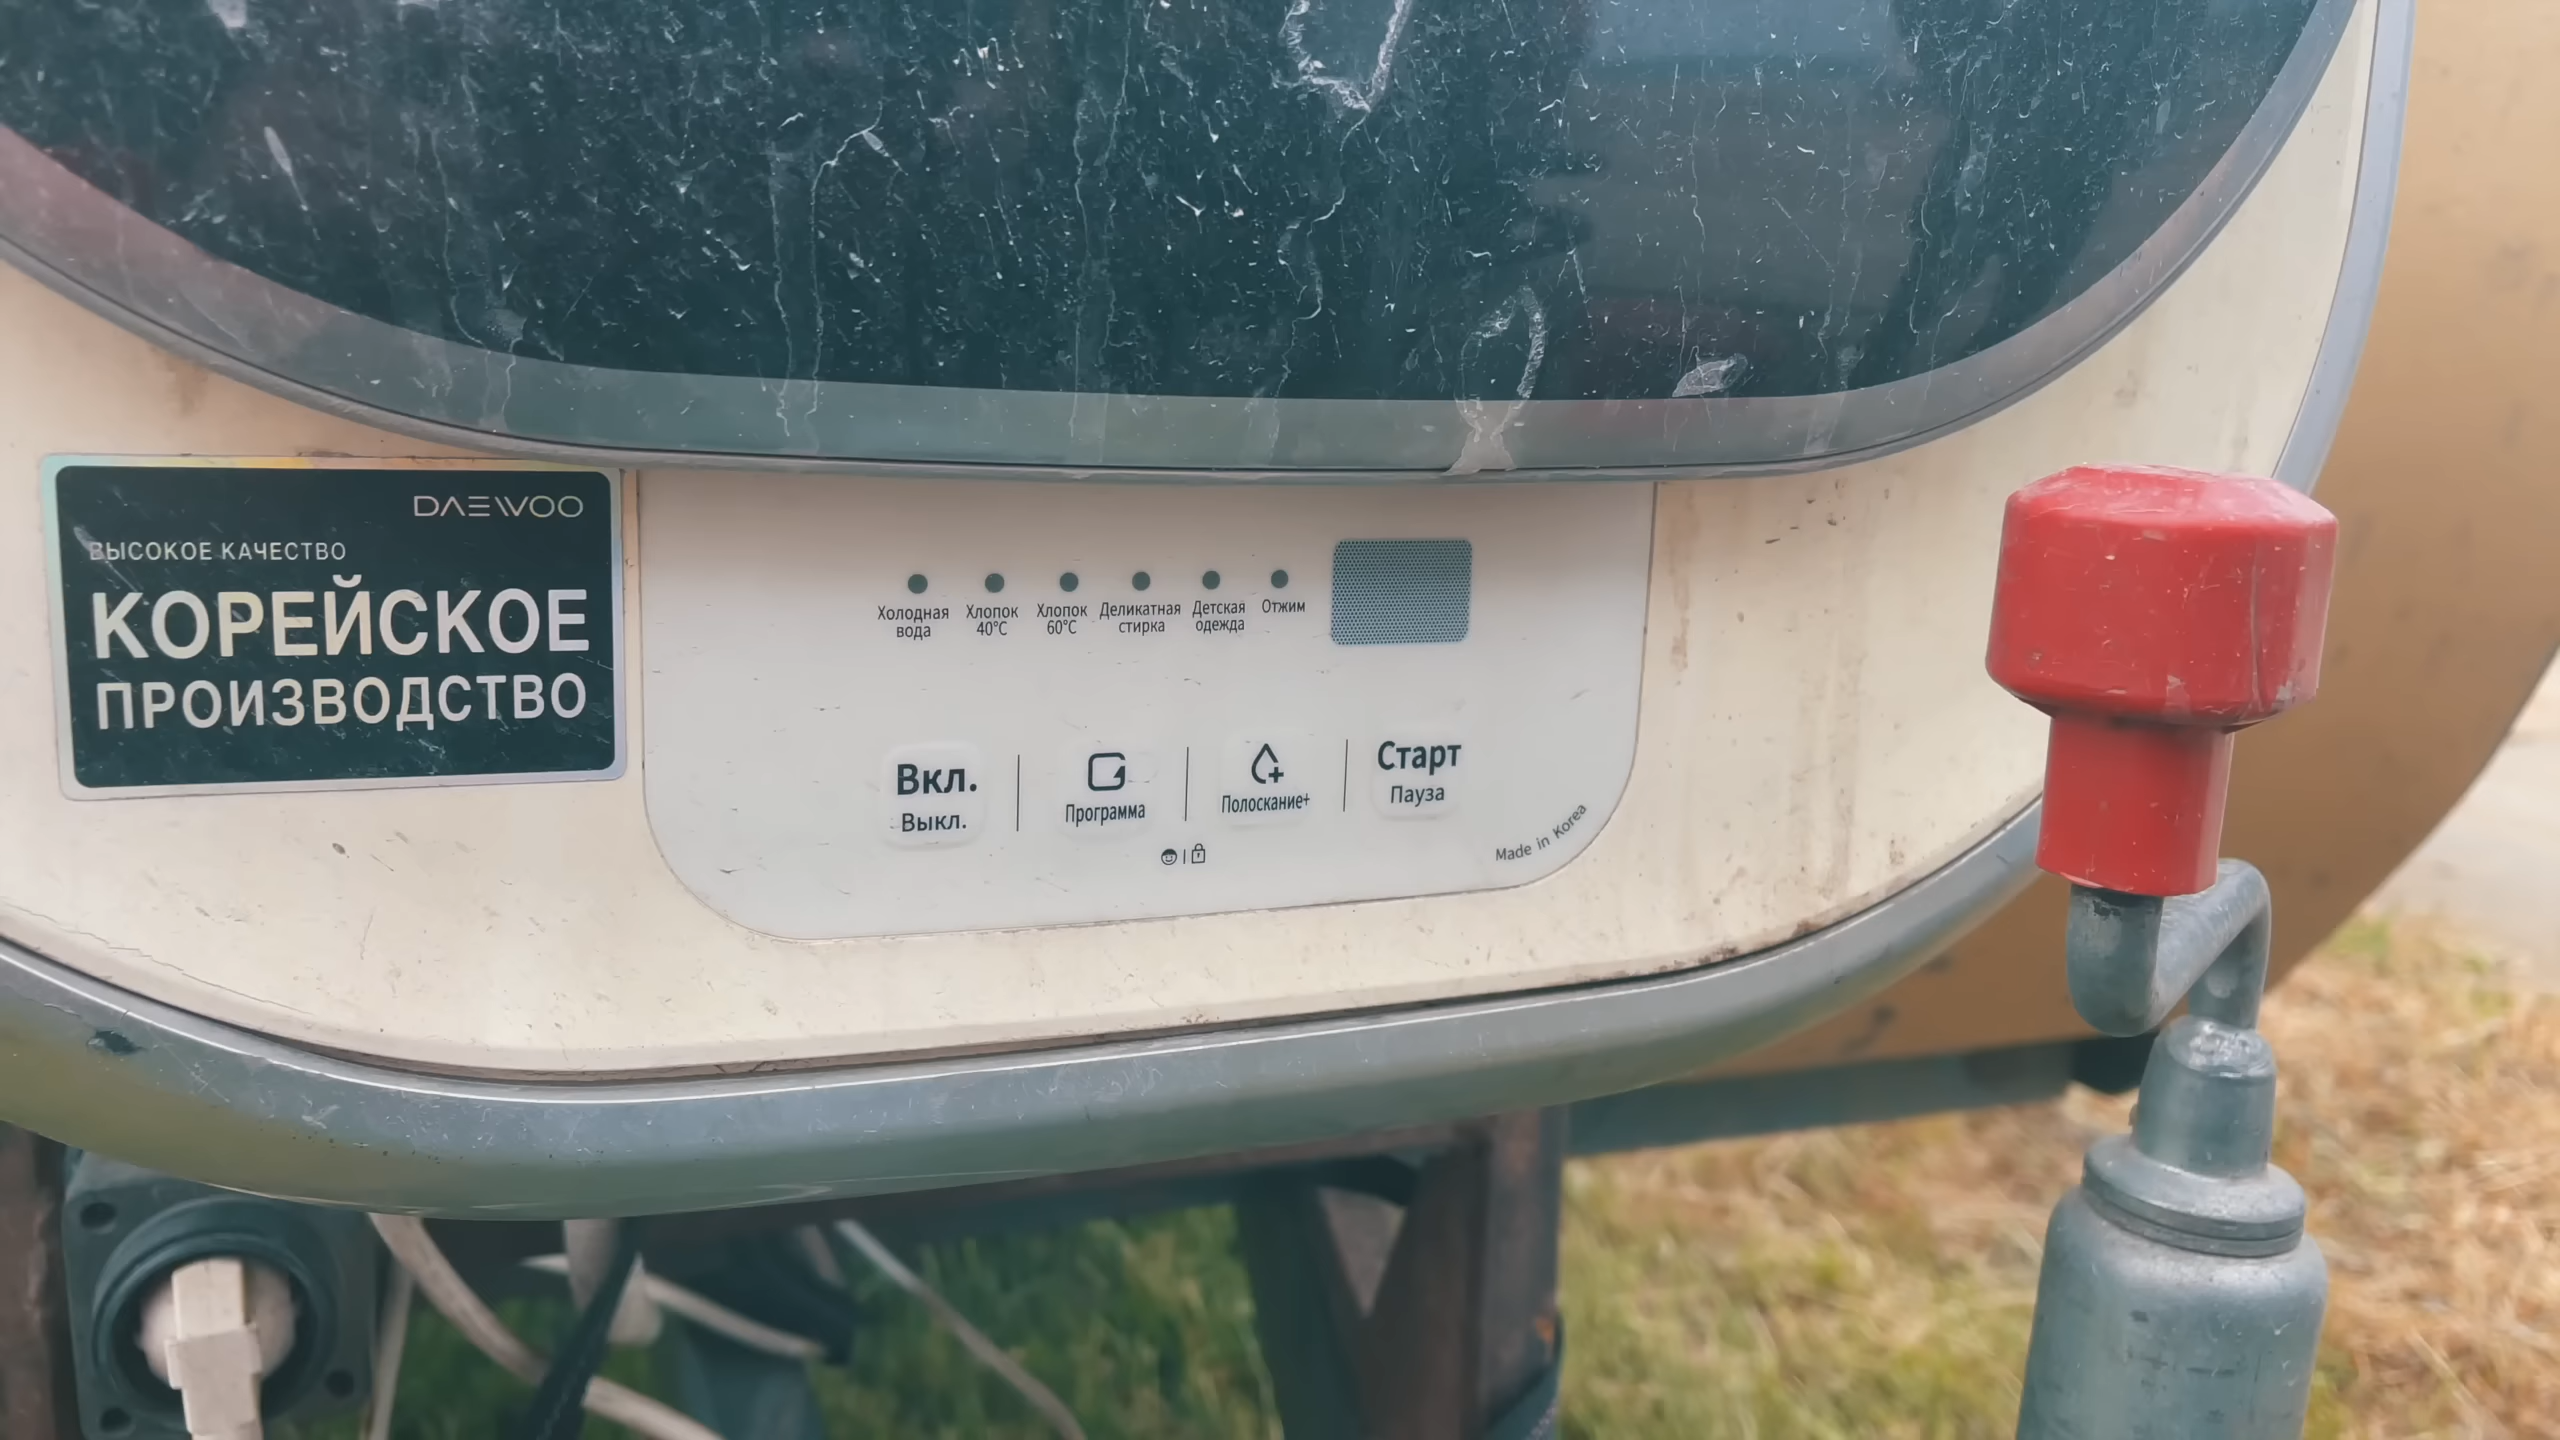 DAEWOO
ВЫСОКОЕ КАЧЕСТВО
КОРЕЙСКОЕ
ПРОИЗВОДСТВО
Холодная вода
Хлопок 40°C
Хлопок 60°C
Деликатная стирка
Детская одежда
Отжим
Вкл.
Выкл.
Программа
Полоскание+
Старт
Пауза
Made in Korea